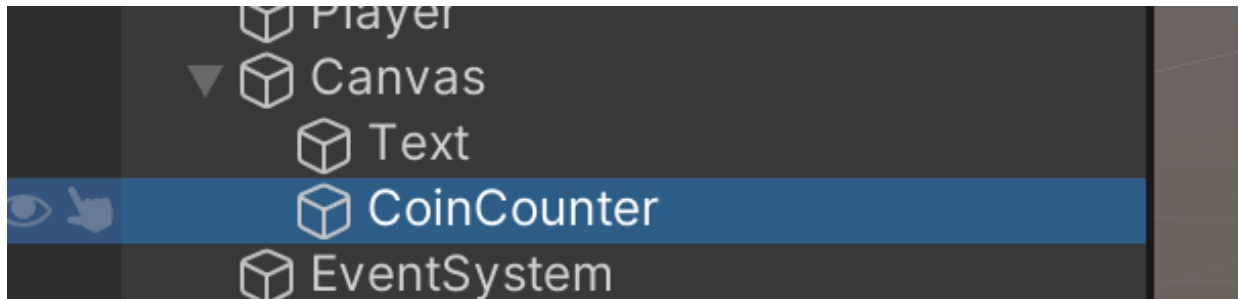 Player
Canvas
Text
CoinCounter
EventSystem